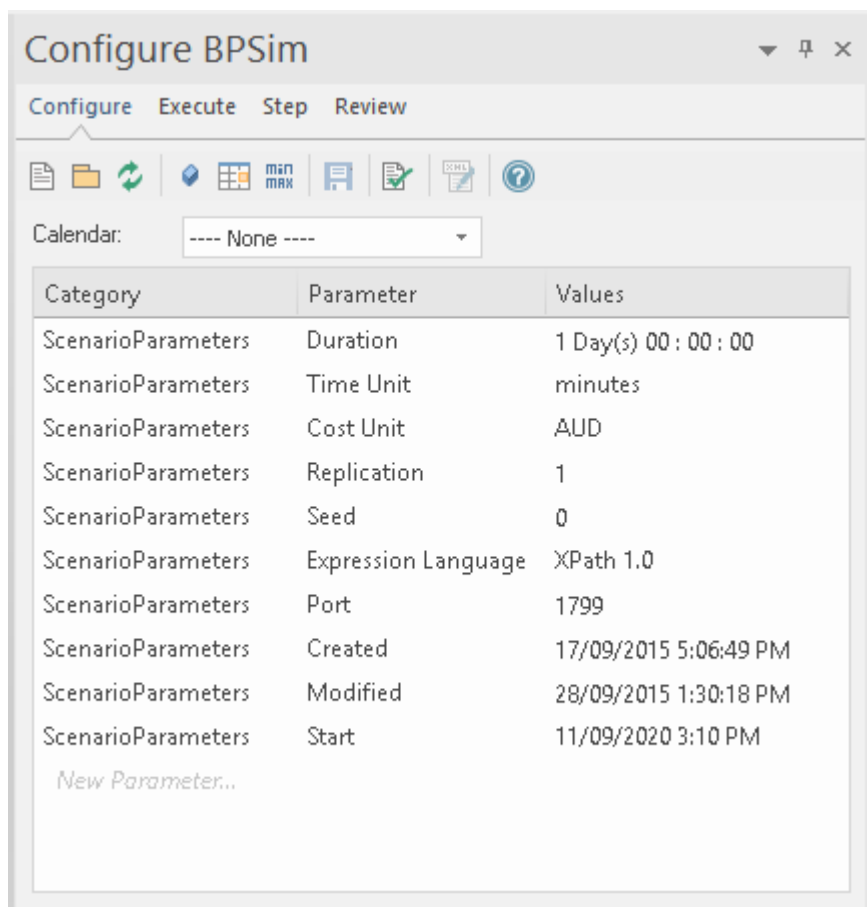 Configure BPSim
Configure Execute Step Review
min
max
XML
Calendar: ---- None ----
Category Parameter Values
ScenarioParameters Duration 1 Day(s) 00 : 00 : 00
ScenarioParameters Time Unit minutes
ScenarioParameters Cost Unit AUD
ScenarioParameters Replication 1
ScenarioParameters Seed 0
ScenarioParameters Expression Language XPath 1.0
ScenarioParameters Port 1799
ScenarioParameters Created 17/09/2015 5:06:49 PM
ScenarioParameters Modified 28/09/2015 1:30:18 PM
ScenarioParameters Start 11/09/2020 3:10 PM
New Parameter...